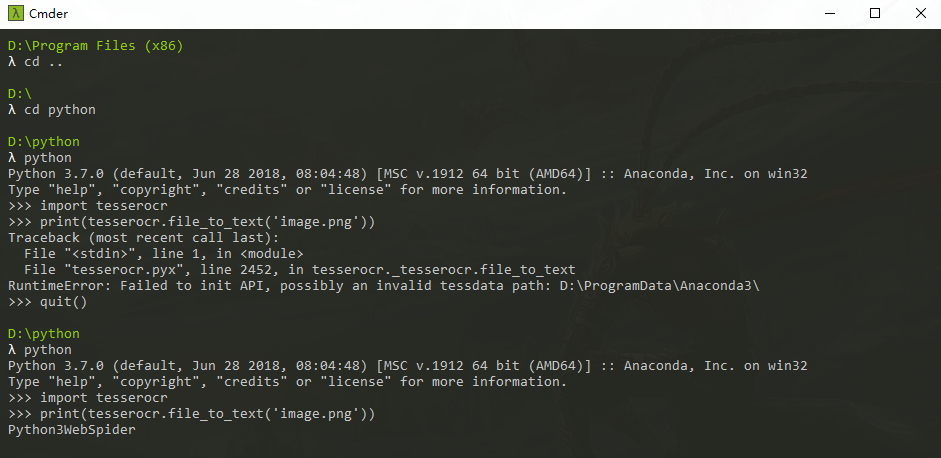 Cmder
D:\Program Files (x86)
λ cd ..
D:\
λ cd python
D:\python
λ python
Python 3.7.0 (default, Jun 28 2018, 08:04:48) [MSC v.1912 64 bit (AMD64)] :: Anaconda, Inc. on win32
Type "help", "copyright", "credits" or "license" for more information.
>>> import tesserocr
>>> print(tesserocr.file_to_text('image.png'))
Traceback (most recent call last):
  File "<stdin>", line 1, in <module>
  File "tesserocr.pyx", line 2452, in tesserocr._tesserocr.file_to_text
RuntimeError: Failed to init API, possibly an invalid tessdata path: D:\ProgramData\Anaconda3\
>>> quit()
D:\python
λ python
Python 3.7.0 (default, Jun 28 2018, 08:04:48) [MSC v.1912 64 bit (AMD64)] :: Anaconda, Inc. on win32
Type "help", "copyright", "credits" or "license" for more information.
>>> import tesserocr
>>> print(tesserocr.file_to_text('image.png'))
Python3WebSpider